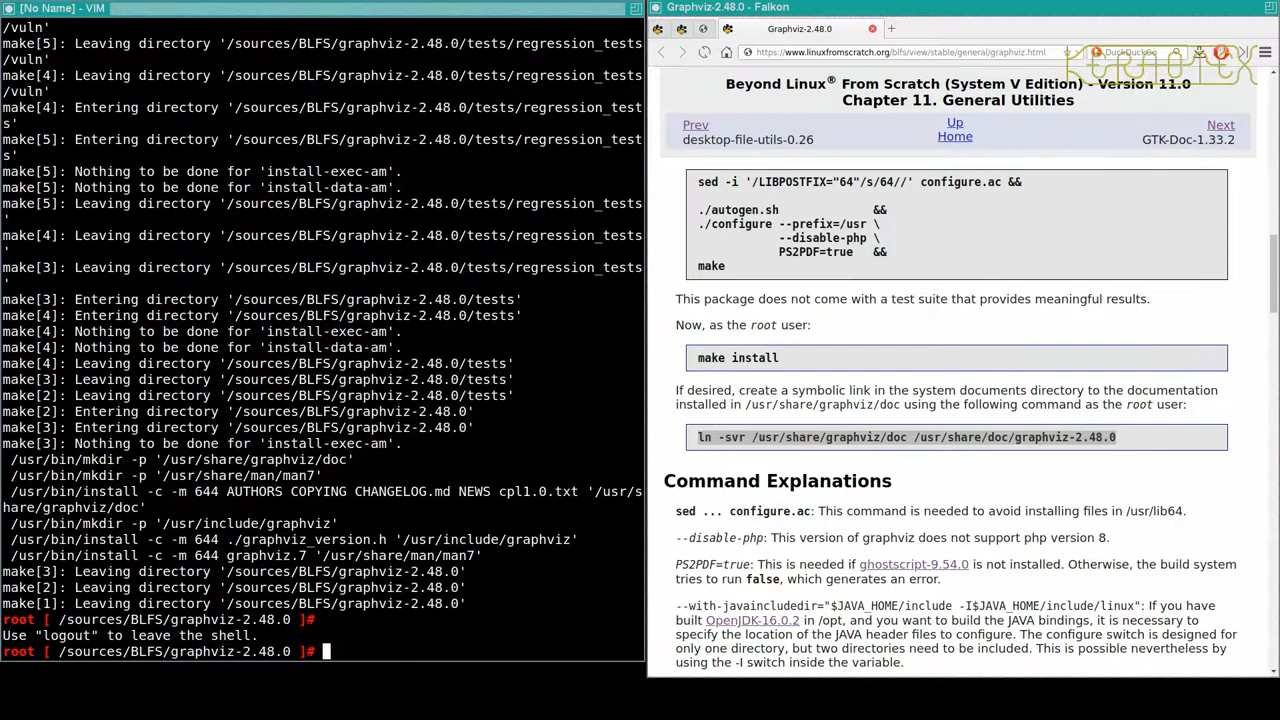 [No Name] - VIM
/vuln'
make[5]: Leaving directory '/sources/BLFS/graphviz-2.48.0/tests/regression_tests
/vuln'
make[4]: Leaving directory '/sources/BLFS/graphviz-2.48.0/tests/regression_tests
/vuln'
make[4]: Entering directory '/sources/BLFS/graphviz-2.48.0/tests/regression_test
s'
make[5]: Entering directory '/sources/BLFS/graphviz-2.48.0/tests/regression_test
s'
make[5]: Nothing to be done for 'install-exec-am'.
make[5]: Nothing to be done for 'install-data-am'.
make[5]: Leaving directory '/sources/BLFS/graphviz-2.48.0/tests/regression_tests
'
make[4]: Leaving directory '/sources/BLFS/graphviz-2.48.0/tests/regression_tests
'
make[3]: Leaving directory '/sources/BLFS/graphviz-2.48.0/tests/regression_tests
'
make[3]: Entering directory '/sources/BLFS/graphviz-2.48.0/tests'
make[4]: Entering directory '/sources/BLFS/graphviz-2.48.0/tests'
make[4]: Nothing to be done for 'install-exec-am'.
make[4]: Nothing to be done for 'install-data-am'.
make[4]: Leaving directory '/sources/BLFS/graphviz-2.48.0/tests'
make[3]: Leaving directory '/sources/BLFS/graphviz-2.48.0/tests'
make[2]: Leaving directory '/sources/BLFS/graphviz-2.48.0/tests'
make[2]: Entering directory '/sources/BLFS/graphviz-2.48.0'
make[3]: Entering directory '/sources/BLFS/graphviz-2.48.0'
make[3]: Nothing to be done for 'install-exec-am'.
/usr/bin/mkdir -p '/usr/share/graphviz/doc'
/usr/bin/mkdir -p '/usr/share/man/man7'
/usr/bin/install -c -m 644 AUTHORS COPYING CHANGELOG.md NEWS cpl1.0.txt '/usr/s
hare/graphviz/doc'
/usr/bin/mkdir -p '/usr/include/graphviz'
/usr/bin/install -c -m 644 ./graphviz_version.h '/usr/include/graphviz'
/usr/bin/install -c -m 644 graphviz.7 '/usr/share/man/man7'
make[3]: Leaving directory '/sources/BLFS/graphviz-2.48.0'
make[2]: Leaving directory '/sources/BLFS/graphviz-2.48.0'
make[1]: Leaving directory '/sources/BLFS/graphviz-2.48.0'
root [ /sources/BLFS/graphviz-2.48.0 ]#
Use "logout" to leave the shell.
root [ /sources/BLFS/graphviz-2.48.0 ]#
Graphviz-2.48.0 - Falkon
Graphviz-2.48.0
https://www.linuxfromscratch.org/blfs/view/stable/general/graphviz.html
DuckDuckGo
KERNOTEX
Beyond Linux® From Scratch (System V Edition) - Version 11.0
Chapter 11. General Utilities
Prev
Up
Next
desktop-file-utils-0.26
Home
GTK-Doc-1.33.2
sed -i '/LIBPOSTFIX="64"/s/64//' configure.ac &&
./autogen.sh &&
./configure --prefix=/usr \
--disable-php \
PS2PDF=true &&
make
This package does not come with a test suite that provides meaningful results.
Now, as the root user:
make install
If desired, create a symbolic link in the system documents directory to the documentation
installed in /usr/share/graphviz/doc using the following command as the root user:
ln -svr /usr/share/graphviz/doc /usr/share/doc/graphviz-2.48.0
Command Explanations
sed ... configure.ac: This command is needed to avoid installing files in /usr/lib64.
--disable-php: This version of graphviz does not support php version 8.
PS2PDF=true: This is needed if ghostscript-9.54.0 is not installed. Otherwise, the build system
tries to run false, which generates an error.
--with-javaincludedir="$JAVA_HOME/include -I$JAVA_HOME/include/linux": If you have
built OpenJDK-16.0.2 in /opt, and you want to build the JAVA bindings, it is necessary to
specify the location of the JAVA header files to configure. The configure switch is designed for
only one directory, but two directories need to be included. This is possible nevertheless by
using the -I switch inside the variable.